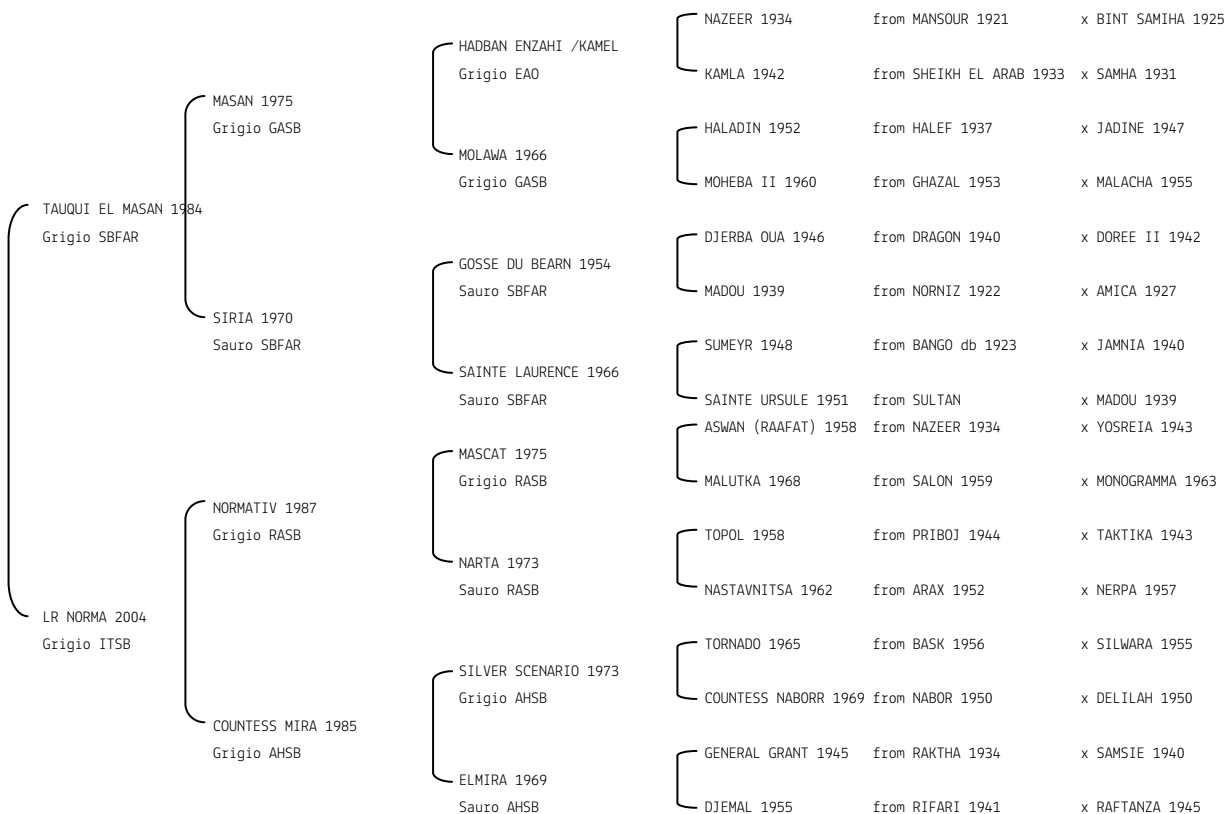 NAZEER 1934 from MANSOUR 1921 x BINT SAMIHA 1925
HADBAN ENZAHI /KAMEL
Grigio EAO KAMLA 1942 from SHEIKH EL ARAB 1933 x SAMHA 1931
MASAN 1975
Grigio GASB HALADIN 1952 from HALEF 1937 x JADINE 1947
MOLAWA 1966
Grigio GASB MOHEBA II 1960 from GHAZAL 1953 x MALACHA 1955
TAUQUI EL MASAN 1984
Grigio SBFAR DJERBA OUA 1946 from DRAGON 1940 x DOREE II 1942
GOSSE DU BEARN 1954
Sauro SBFAR MADOU 1939 from NORNIZ 1922 x AMICA 1927
SIRIA 1970
Sauro SBFAR SUMEYR 1948 from BANGO db 1923 x JAMNIA 1940
SAINTE LAURENCE 1966
Sauro SBFAR SAINTE URSULE 1951 from SULTAN x MADOU 1939
ASWAN (RAAFAT) 1958 from NAZEER 1934 x YOSREIA 1943
MASCAT 1975
Grigio RASB MALUTKA 1968 from SALON 1959 x MONOGRAMMA 1963
NORMATIV 1987
Grigio RASB TOPOL 1958 from PRIBOJ 1944 x TAKTIKA 1943
NARTA 1973
Sauro RASB NASTAVNITSA 1962 from ARAX 1952 x NERPA 1957
LR NORMA 2004
Grigio ITSB TORNADO 1965 from BASK 1956 x SILWARA 1955
SILVER SCENARIO 1973
Grigio AHSB COUNTESS NABORR 1969 from NABOR 1950 x DELILAH 1950
COUNTESS MIRA 1985
Grigio AHSB GENERAL GRANT 1945 from RAKTHA 1934 x SAMSIE 1940
ELMIRA 1969
Sauro AHSB DJEMAL 1955 from RIFARI 1941 x RAFTANZA 1945